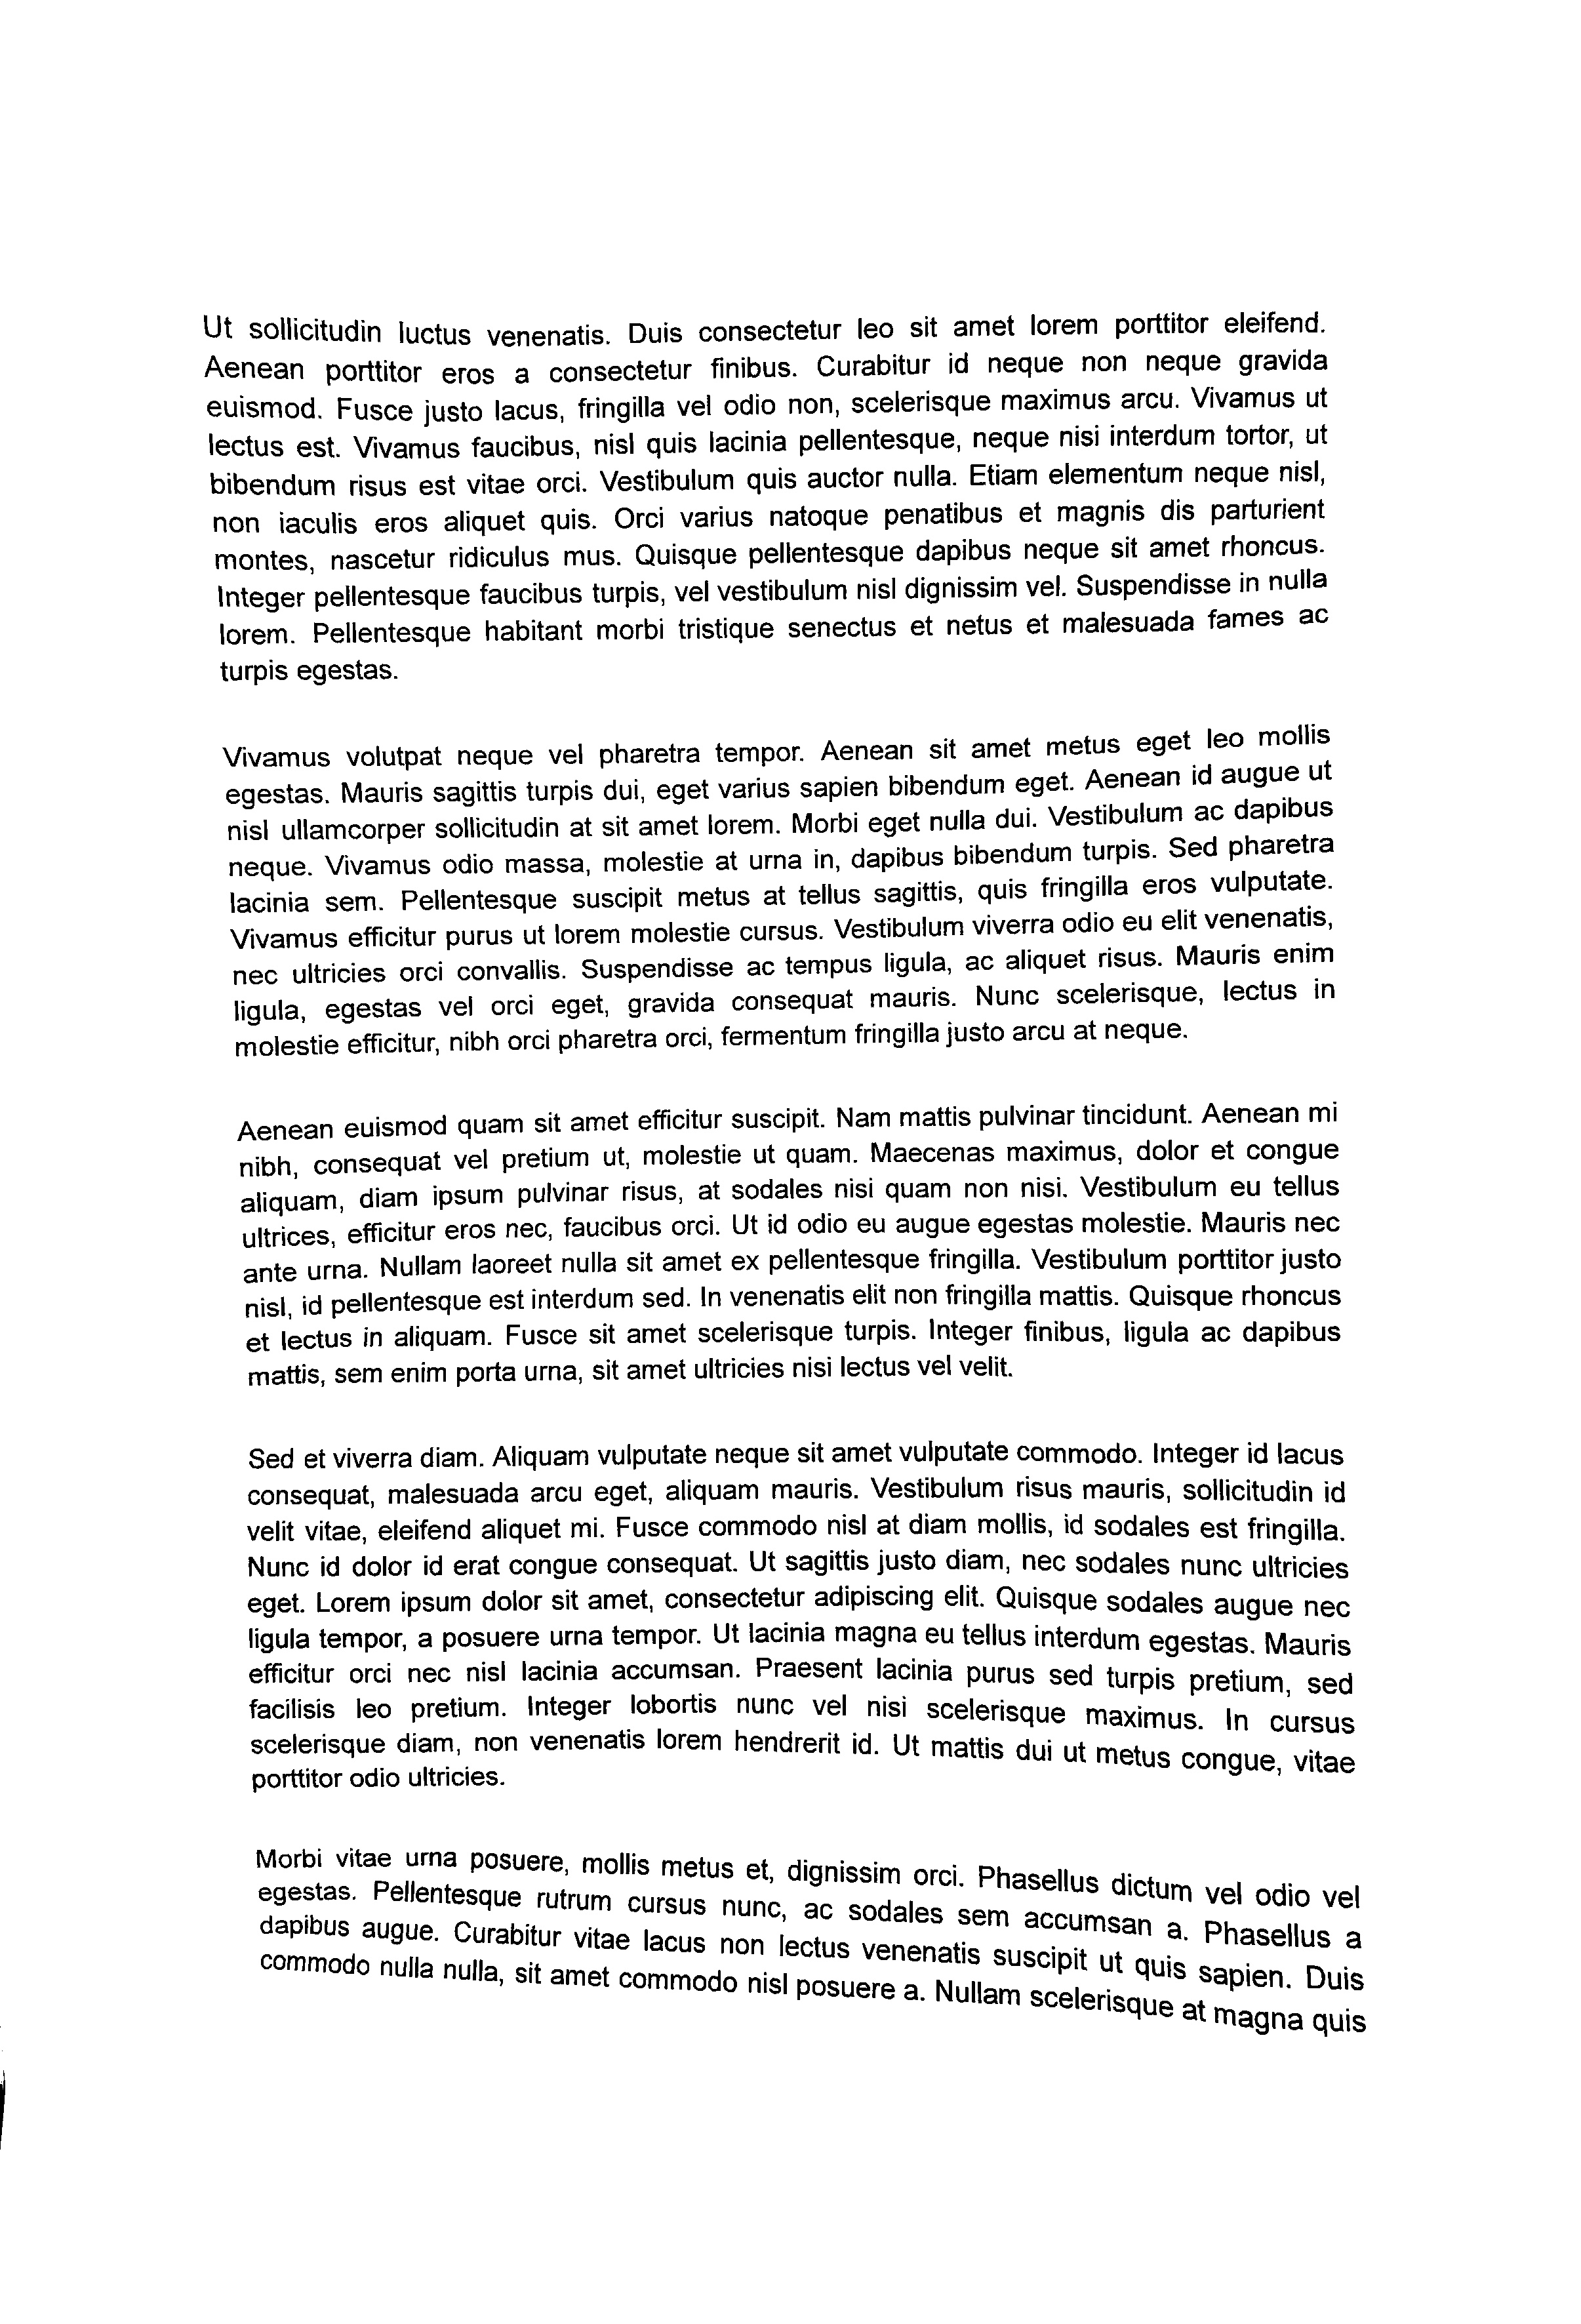 Ut sollicitudin luctus venenatis. Duis consectetur leo sit amet lorem porttitor eleifend.
Aenean porttitor eros a consectetur finibus. Curabitur id neque non neque gravida
euismod. Fusce justo lacus, fringilla vel odio non, scelerisque maximus arcu. Vivamus ut
lectus est. Vivamus faucibus, nisl quis lacinia pellentesque, neque nisi interdum tortor, ut
bibendum risus est vitae orci. Vestibulum quis auctor nulla. Etiam elementum neque nisl,
non iaculis eros aliquet quis. Orci varius natoque penatibus et magnis dis parturient
montes, nascetur ridiculus mus. Quisque pellentesque dapibus neque sit amet rhoncus.
Integer pellentesque faucibus turpis, vel vestibulum nisl dignissim vel. Suspendisse in nulla
lorem. Pellentesque habitant morbi tristique senectus et netus et malesuada fames ac
turpis egestas.
Vivamus volutpat neque vel pharetra tempor. Aenean sit amet metus eget leo mollis
egestas. Mauris sagittis turpis dui, eget varius sapien bibendum eget. Aenean id augue ut
nisl ullamcorper sollicitudin at sit amet lorem. Morbi eget nulla dui. Vestibulum ac dapibus
neque. Vivamus odio massa, molestie at urna in, dapibus bibendum turpis. Sed pharetra
lacinia sem. Pellentesque suscipit metus at tellus sagittis, quis fringilla eros vulputate.
Vivamus efficitur purus ut lorem molestie cursus. Vestibulum viverra odio eu elit venenatis,
nec ultricies orci convallis. Suspendisse ac tempus ligula, ac aliquet risus. Mauris enim
ligula, egestas vel orci eget, gravida consequat mauris. Nunc scelerisque, lectus in
molestie efficitur, nibh orci pharetra orci, fermentum fringilla justo arcu at neque.
Aenean euismod quam sit amet efficitur suscipit. Nam mattis pulvinar tincidunt. Aenean mi
nibh, consequat vel pretium ut, molestie ut quam. Maecenas maximus, dolor et congue
aliquam, diam ipsum pulvinar risus, at sodales nisi quam non nisi. Vestibulum eu tellus
ultrices, efficitur eros nec, faucibus orci. Ut id odio eu augue egestas molestie. Mauris nec
ante urna. Nullam laoreet nulla sit amet ex pellentesque fringilla. Vestibulum porttitor justo
nisl, id pellentesque est interdum sed. In venenatis elit non fringilla mattis. Quisque rhoncus
et lectus in aliquam. Fusce sit amet scelerisque turpis. Integer finibus, ligula ac dapibus
mattis, sem enim porta urna, sit amet ultricies nisi lectus vel velit.
Sed et viverra diam. Aliquam vulputate neque sit amet vulputate commodo. Integer id lacus
consequat, malesuada arcu eget, aliquam mauris. Vestibulum risus mauris, sollicitudin id
velit vitae, eleifend aliquet mi. Fusce commodo nisl at diam mollis, id sodales est fringilla.
Nunc id dolor id erat congue consequat. Ut sagittis justo diam, nec sodales nunc ultricies
eget. Lorem ipsum dolor sit amet, consectetur adipiscing elit. Quisque sodales augue nec
ligula tempor, a posuere urna tempor. Ut lacinia magna eu tellus interdum egestas. Mauris
efficitur orci nec nisl lacinia accumsan. Praesent lacinia purus sed turpis pretium, sed
facilisis leo pretium. Integer lobortis nunc vel nisi scelerisque maximus. In cursus
scelerisque diam, non venenatis lorem hendrerit id. Ut mattis dui ut metus congue, vitae
porttitor odio ultricies.
Morbi vitae urna posuere, mollis metus et, dignissim orci. Phasellus dictum vel odio vel
egestas. Pellentesque rutrum cursus nunc, ac sodales sem accumsan a. Phasellus a
dapibus augue. Curabitur vitae lacus non lectus venenatis suscipit ut quis sapien. Duis
commodo nulla nulla, sit amet commodo nisl posuere a. Nullam scelerisque at magna quis